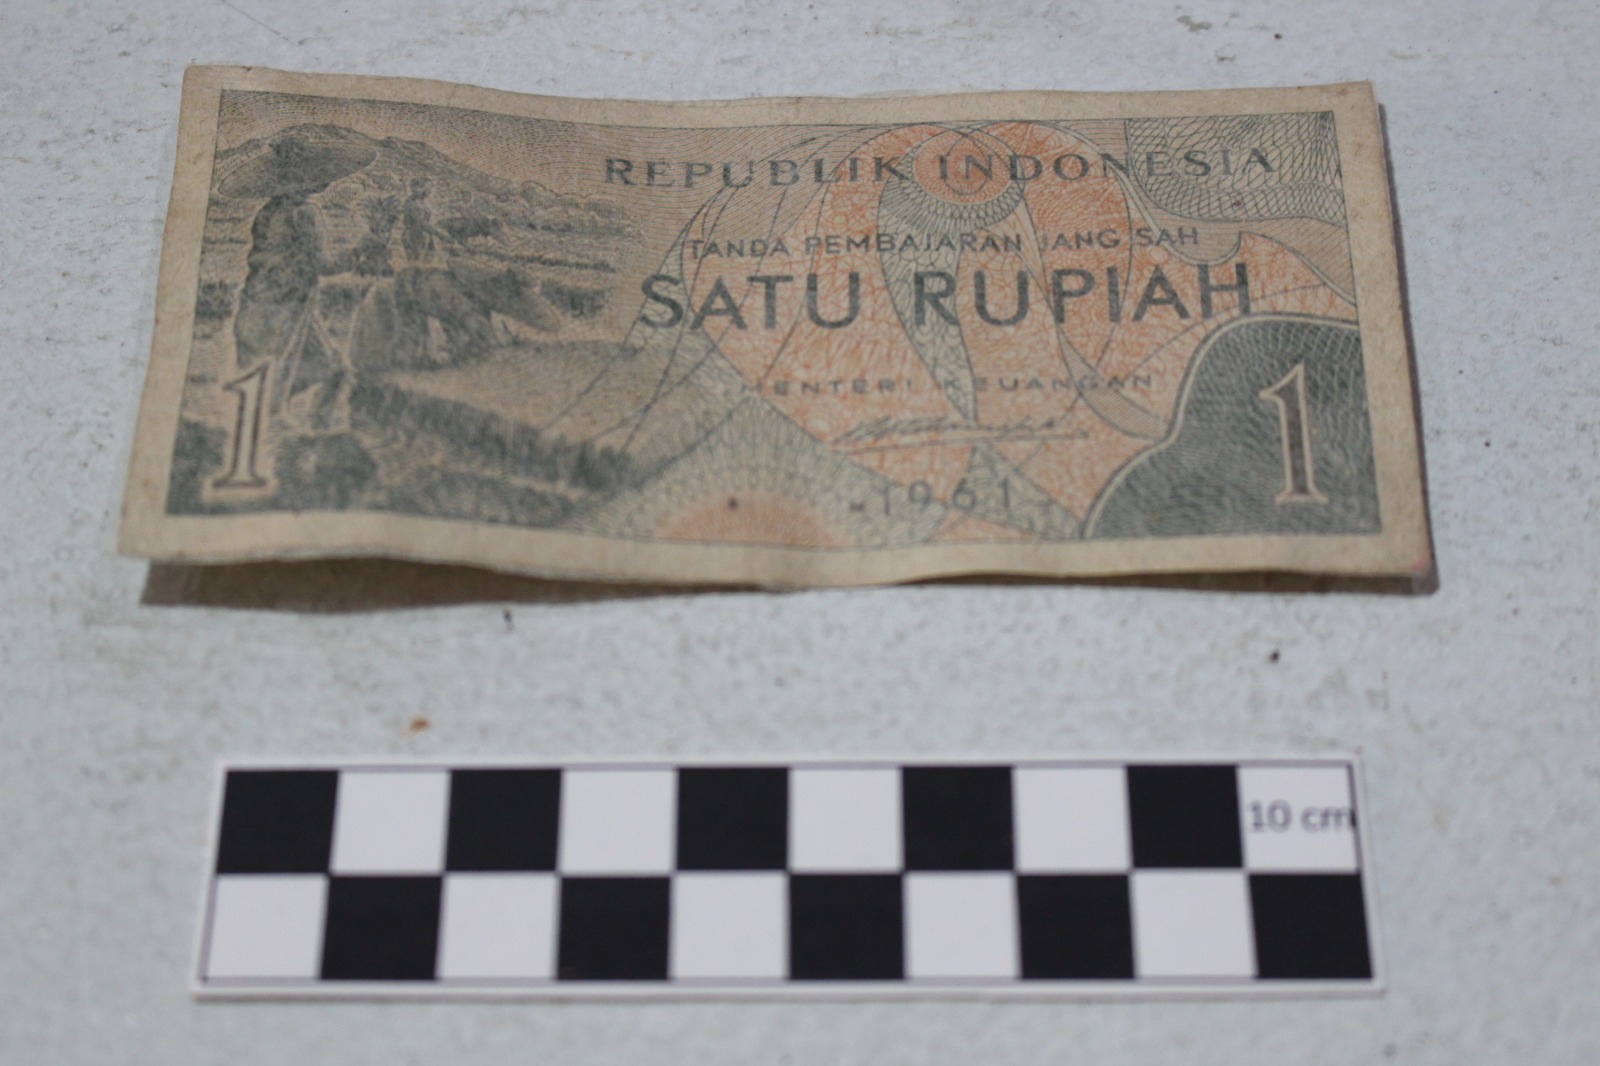 REPUBLIK INDONESIA
TANDA PEMBAJARAN JANG SAH
SATU RUPIAH
MENTERI KEUANGAN
1961
1
1
10 cm